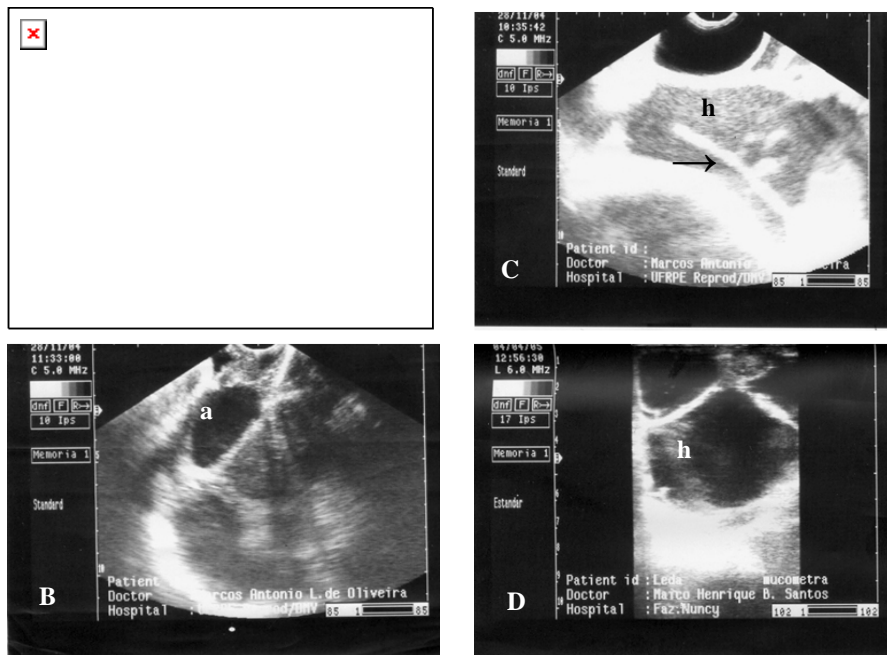 28/11/04
10:35:42
C 5.0 MHz
dnf F R
10 Ips
h
Memoria 1
Standard
Patient id :
Doctor :Marcos Antonio
Hospital :UFRPE Reprod/DMV
85 1 85
C
28/11/04
11:33:00
C 5.0 MHz
dnf F R
10 Ips
a
Memoria 1
Standard
Patient
Doctor :Marcos Antonio L.de Oliveira
Hospital
85 1 85
B
04/04/05
12:56:30
L 6.0 MHz
dnf F R
17 Ips
h
Memoria 1
Estandar
Patient id :Leda mucometra
Doctor Henrique B. Santos
Hospital :Faz:Nuncy
102 1 102
D